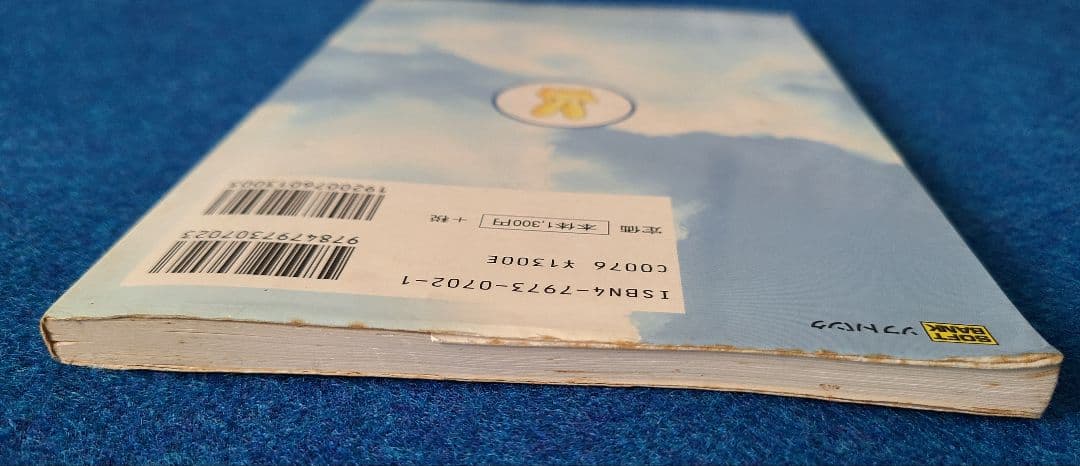 ISBN4-7973-0702-1
C0076 ¥1300E
定価 本体1,300円 +税
9784797307023
1920076013003
SOFT
BANK
ソフトバンク